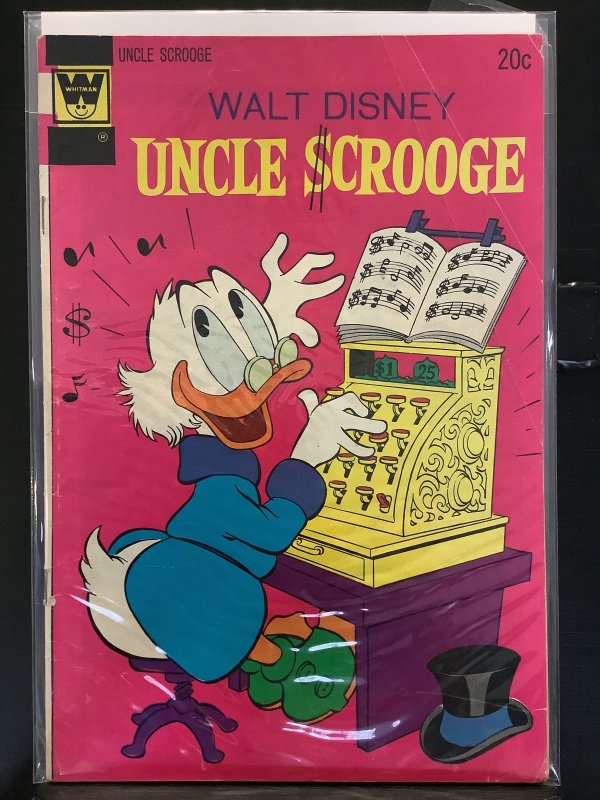 UNCLE SCROOGE
20c
WHITMAN
W
®
WALT DISNEY
UNCLE $CROOGE
$
$1 25